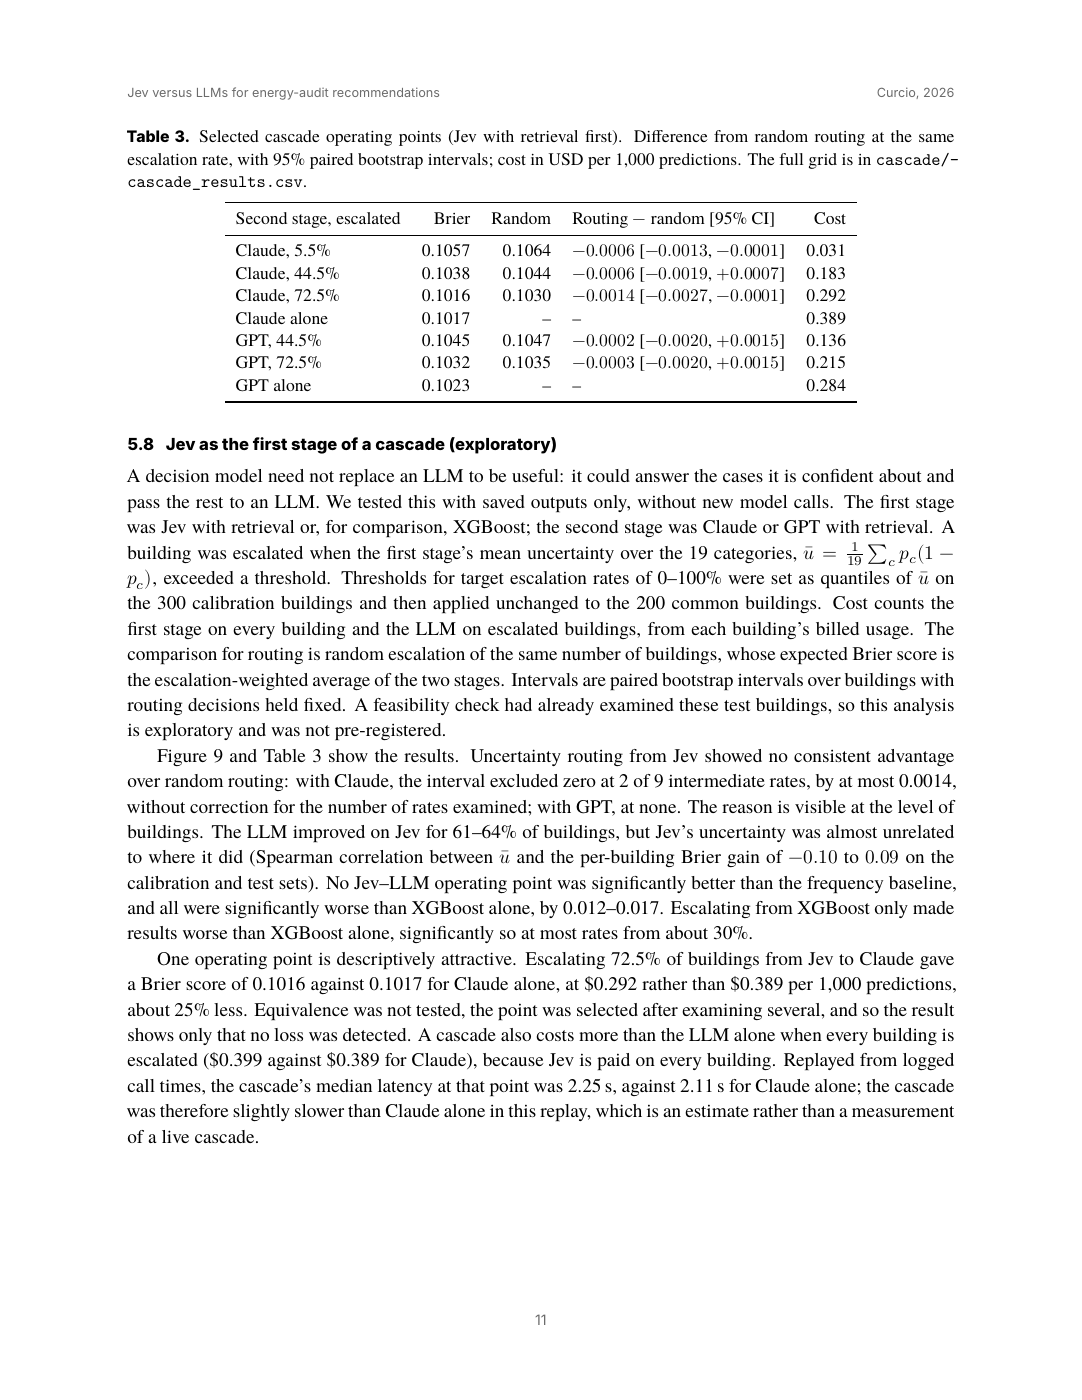 Jev versus LLMs for energy-audit recommendations Curcio, 2026
Table 3. Selected cascade operating points (Jev with retrieval first). Difference from random routing at the same
escalation rate, with 95% paired bootstrap intervals; cost in USD per 1,000 predictions. The full grid is in cascade/-
cascade_results.csv.
Second stage, escalated Brier Random Routing − random [95% CI] Cost
Claude, 5.5% 0.1057 0.1064 −0.0006 [−0.0013, −0.0001] 0.031
Claude, 44.5% 0.1038 0.1044 −0.0006 [−0.0019, +0.0007] 0.183
Claude, 72.5% 0.1016 0.1030 −0.0014 [−0.0027, −0.0001] 0.292
Claude alone 0.1017 – – 0.389
GPT, 44.5% 0.1045 0.1047 −0.0002 [−0.0020, +0.0015] 0.136
GPT, 72.5% 0.1032 0.1035 −0.0003 [−0.0020, +0.0015] 0.215
GPT alone 0.1023 – – 0.284
5.8 Jev as the first stage of a cascade (exploratory)
A decision model need not replace an LLM to be useful: it could answer the cases it is confident about and
pass the rest to an LLM. We tested this with saved outputs only, without new model calls. The first stage
was Jev with retrieval or, for comparison, XGBoost; the second stage was Claude or GPT with retrieval. A
building was escalated when the first stage's mean uncertainty over the 19 categories, ū = 1/19 ∑c pc(1 −
pc), exceeded a threshold. Thresholds for target escalation rates of 0–100% were set as quantiles of ū on
the 300 calibration buildings and then applied unchanged to the 200 common buildings. Cost counts the
first stage on every building and the LLM on escalated buildings, from each building's billed usage. The
comparison for routing is random escalation of the same number of buildings, whose expected Brier score is
the escalation-weighted average of the two stages. Intervals are paired bootstrap intervals over buildings with
routing decisions held fixed. A feasibility check had already examined these test buildings, so this analysis
is exploratory and was not pre-registered.
Figure 9 and Table 3 show the results. Uncertainty routing from Jev showed no consistent advantage
over random routing: with Claude, the interval excluded zero at 2 of 9 intermediate rates, by at most 0.0014,
without correction for the number of rates examined; with GPT, at none. The reason is visible at the level of
buildings. The LLM improved on Jev for 61–64% of buildings, but Jev's uncertainty was almost unrelated
to where it did (Spearman correlation between ū and the per-building Brier gain of −0.10 to 0.09 on the
calibration and test sets). No Jev–LLM operating point was significantly better than the frequency baseline,
and all were significantly worse than XGBoost alone, by 0.012–0.017. Escalating from XGBoost only made
results worse than XGBoost alone, significantly so at most rates from about 30%.
One operating point is descriptively attractive. Escalating 72.5% of buildings from Jev to Claude gave
a Brier score of 0.1016 against 0.1017 for Claude alone, at $0.292 rather than $0.389 per 1,000 predictions,
about 25% less. Equivalence was not tested, the point was selected after examining several, and so the result
shows only that no loss was detected. A cascade also costs more than the LLM alone when every building is
escalated ($0.399 against $0.389 for Claude), because Jev is paid on every building. Replayed from logged
call times, the cascade's median latency at that point was 2.25 s, against 2.11 s for Claude alone; the cascade
was therefore slightly slower than Claude alone in this replay, which is an estimate rather than a measurement
of a live cascade.
11